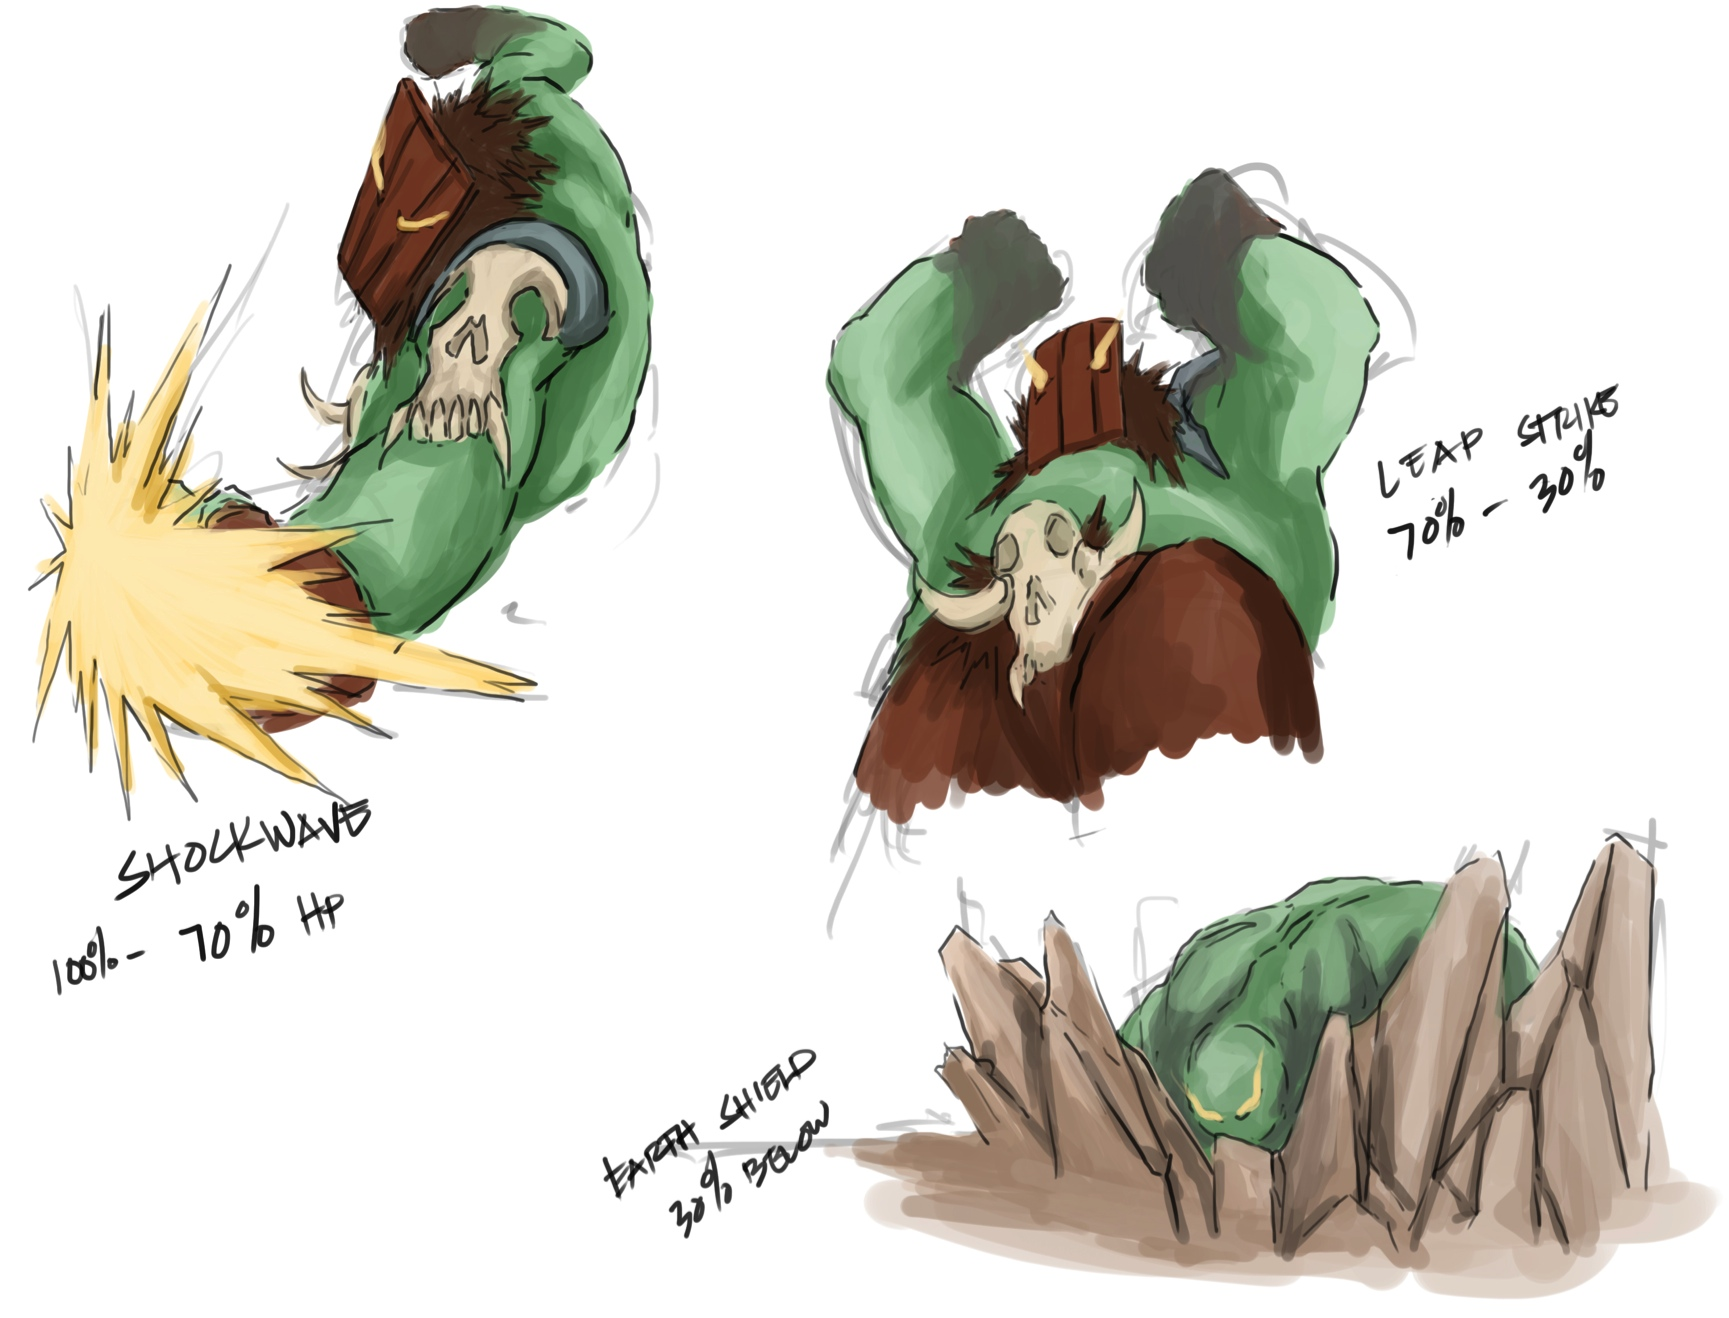 SHOCKWAVE
100% - 70% HP
LEAP STRIKE
70% - 30%
EARTH SHIELD
30% BELOW